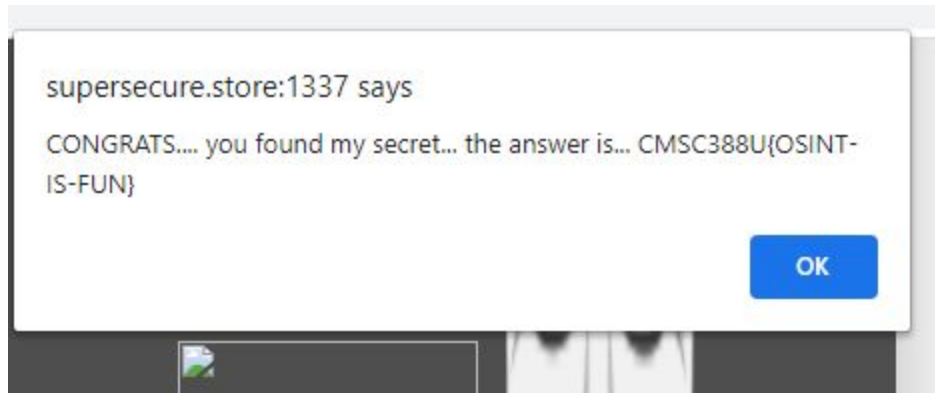 supersecure.store:1337 says
CONGRATS.... you found my secret... the answer is... CMSC388U{OSINT-
IS-FUN}
OK